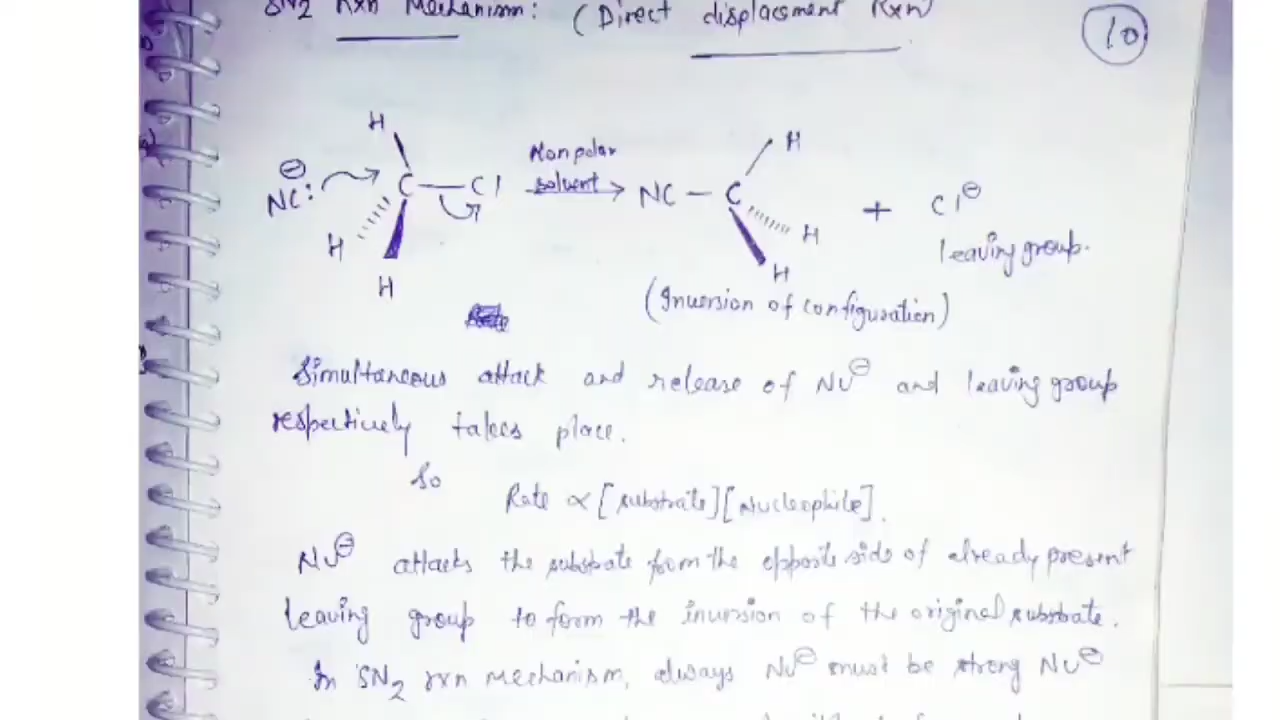 SN2 Rxn Mechanism: (Direct displacment Rxn)
10
H
NC:⊖ C — Cl
H
H
Non polar
solvent
NC — C
H
H
H
+ Cl⊖
leaving group.
(Inversion of configuration)
Simultaneous attack and release of Nu⊖ and leaving group
respectively takes place.
So
Rate ∝ [substrate][Nucleophile].
Nu⊖ attacks the substrate from the opposite side of already present
leaving group to form the inversion of the original substrate.
In SN2 rxn mechanism, always Nu⊖ must be strong Nu⊖